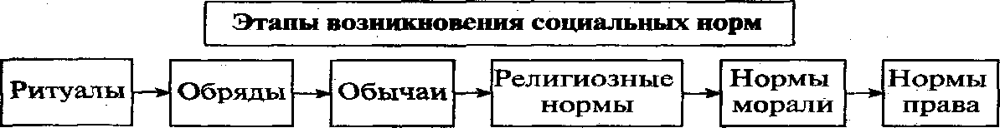 Этапы возникновения социальных норм
Ритуалы
Обряды
Обычаи
Религиозные
нормы
Нормы
морали
Нормы
права